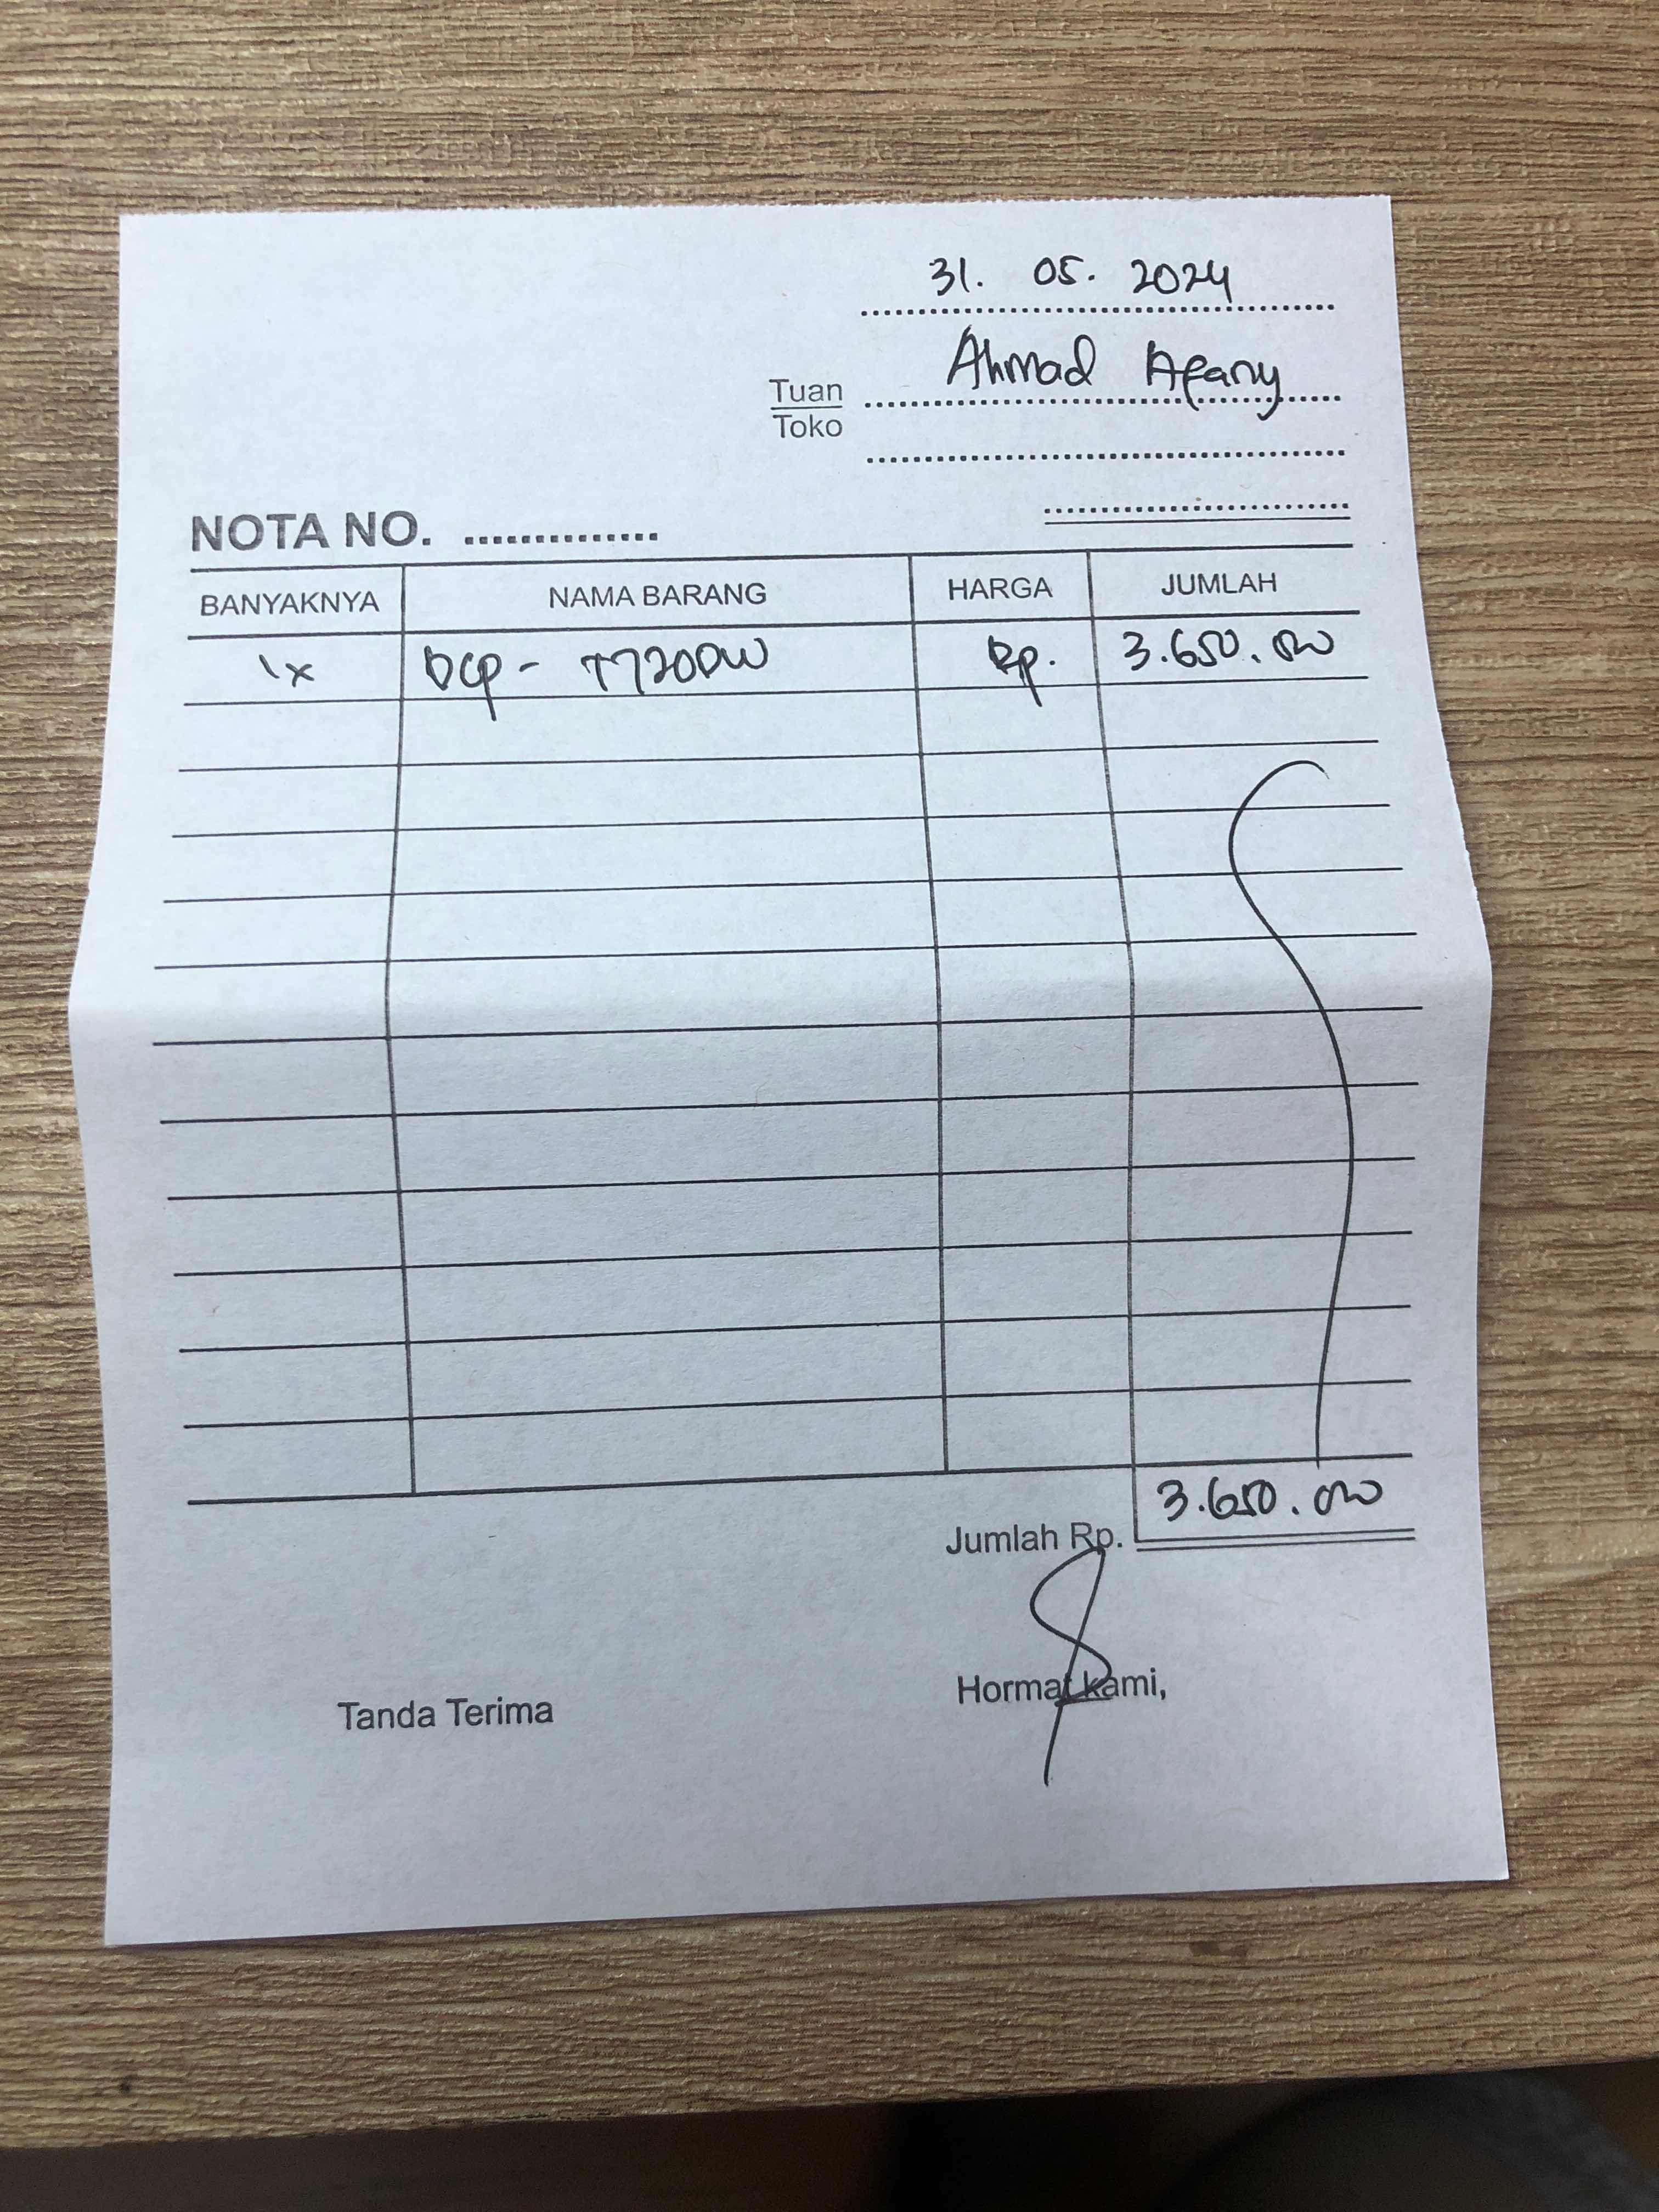 31. 05. 2024
Tuan Ahmad Afany
Toko
NOTA NO. ...............
BANYAKNYA NAMA BARANG HARGA JUMLAH
1x DCP - T720DW Rp. 3.650.000
Jumlah Rp. 3.650.000
Tanda Terima Hormat kami,